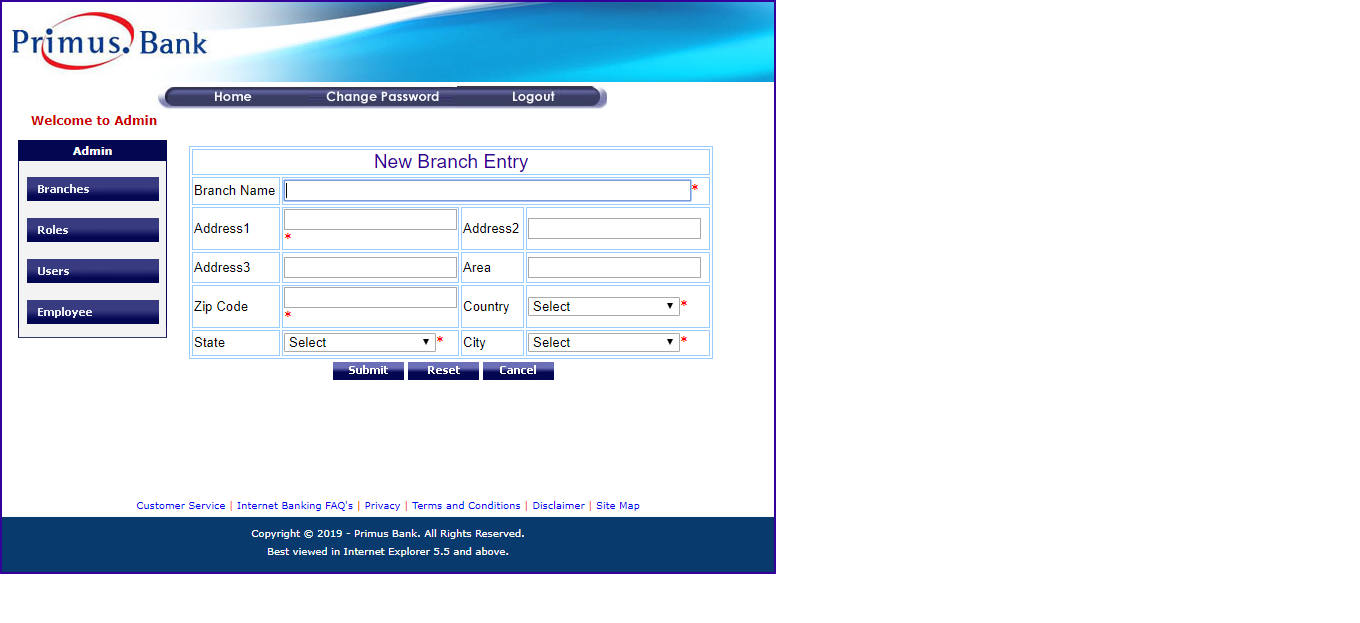 Primus. Bank
Home Change Password Logout
Welcome to Admin
Admin
Branches
Roles
Users
Employee
New Branch Entry
Branch Name *
Address1 * Address2
Address3 Area
Zip Code * Country Select *
State Select * City Select *
Submit Reset Cancel
Customer Service | Internet Banking FAQ's | Privacy | Terms and Conditions | Disclaimer | Site Map
Copyright © 2019 - Primus Bank. All Rights Reserved.
Best viewed in Internet Explorer 5.5 and above.